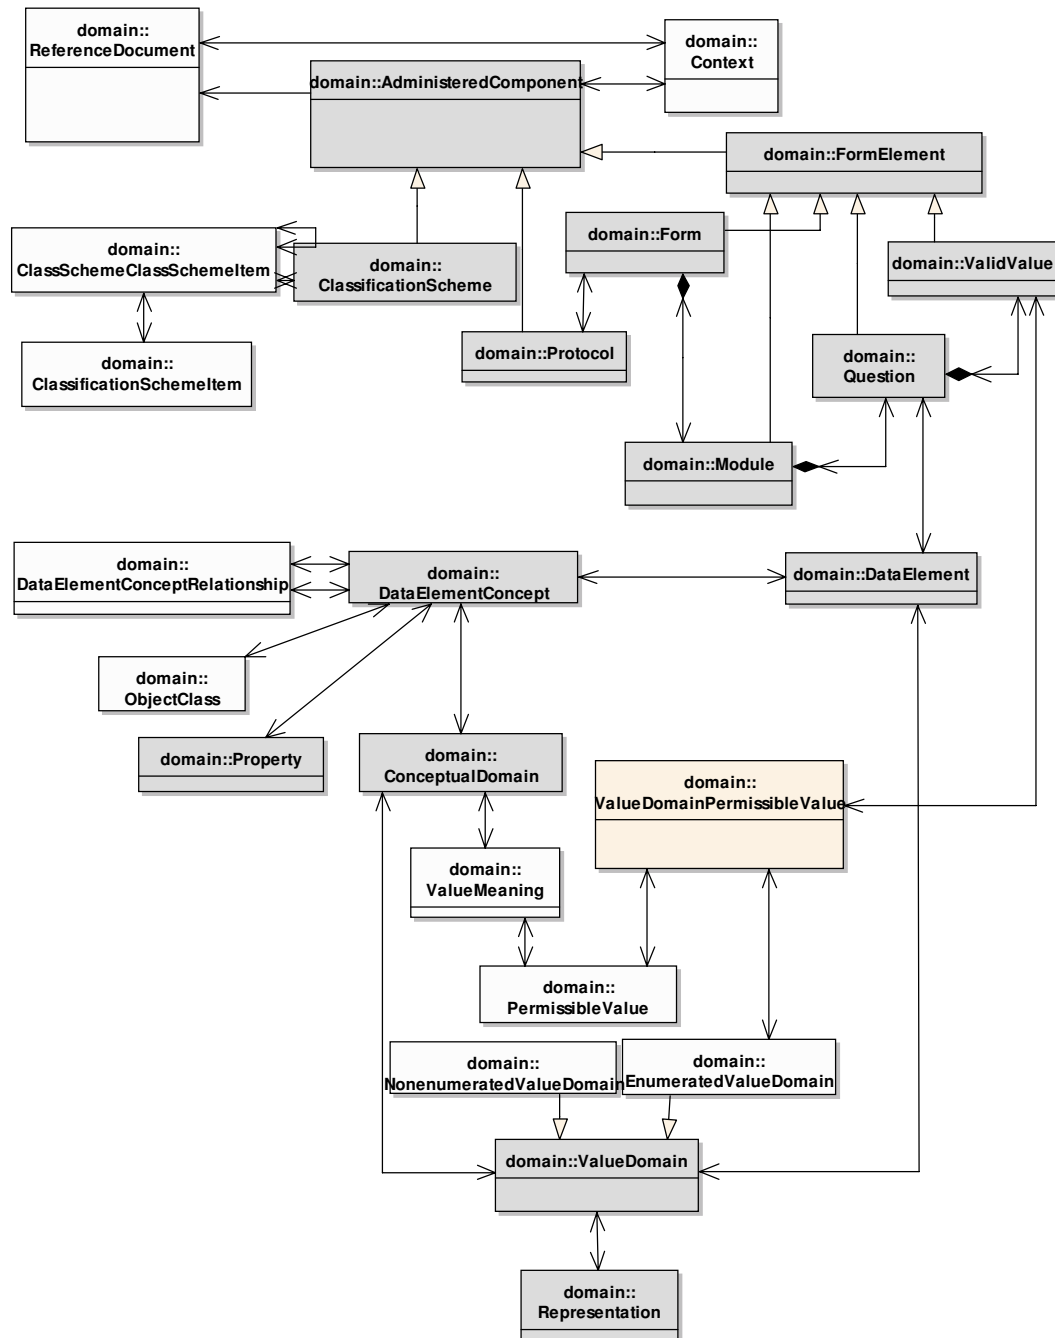 domain::
ReferenceDocument
domain::
Context
domain::AdministeredComponent
domain::FormElement
domain::Form
domain::
ClassSchemeClassSchemeItem
domain::
ClassificationScheme
domain::ValidValue
domain::Protocol
domain::
Question
domain::
ClassificationSchemeItem
domain::Module
domain::
DataElementConceptRelationship
domain::
DataElementConcept
domain::DataElement
domain::
ObjectClass
domain::Property
domain::
ConceptualDomain
domain::
ValueDomainPermissibleValue
domain::
ValueMeaning
domain::
PermissibleValue
domain::
NonenumeratedValueDomain
domain::
EnumeratedValueDomain
domain::ValueDomain
domain::
Representation